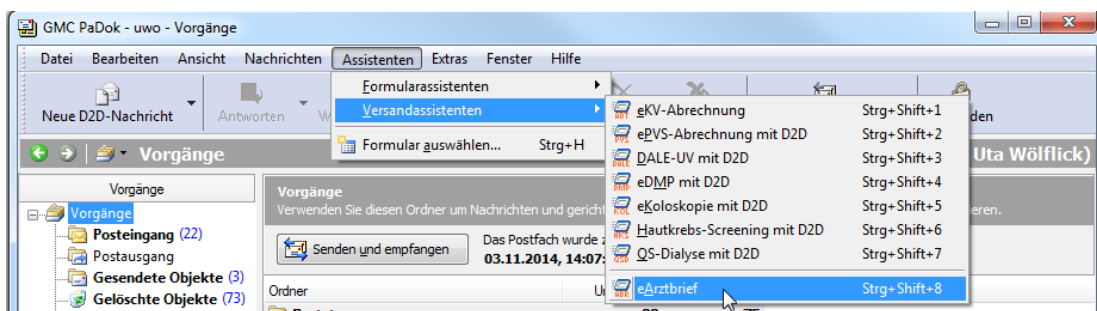 GMC PaDok - uwo - Vorgänge
Datei Bearbeiten Ansicht Nachrichten Assistenten Extras Fenster Hilfe
Neue D2D-Nachricht Antworten
Formularassistenten
Versandassistenten
Formular auswählen... Strg+H
eKV-Abrechnung Strg+Shift+1
ePVS-Abrechnung mit D2D Strg+Shift+2
DALE-UV mit D2D Strg+Shift+3
eDMP mit D2D Strg+Shift+4
eKoloskopie mit D2D Strg+Shift+5
Hautkrebs-Screening mit D2D Strg+Shift+6
QS-Dialyse mit D2D Strg+Shift+7
eArztbrief Strg+Shift+8
Vorgänge
Uta Wölflick)
Vorgänge
Vorgänge
Posteingang (22)
Postausgang
Gesendete Objekte (3)
Gelöschte Objekte (73)
Vorgänge
Verwenden Sie diesen Ordner um Nachrichten und
Senden und empfangen
Das Postfach wurde
03.11.2014, 14:07:
Ordner